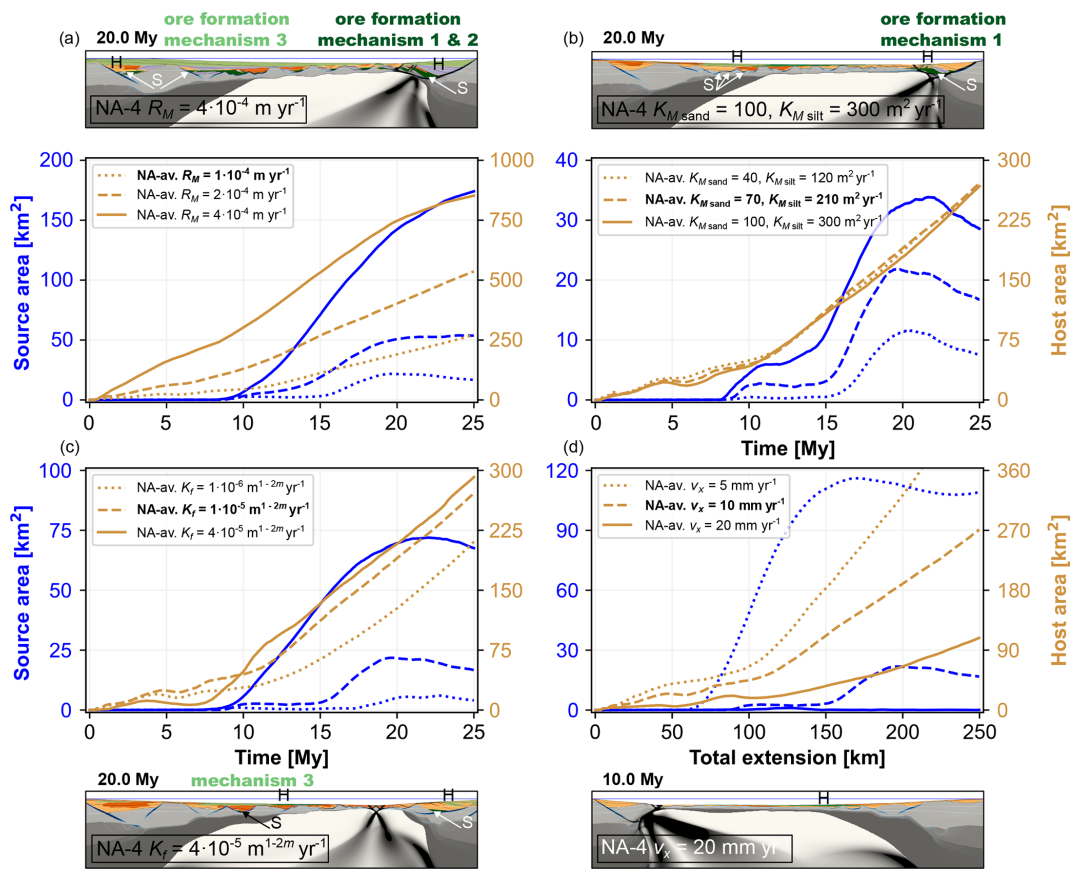 ore formation
mechanism 3
ore formation
mechanism 1 & 2
(a)
20.0 My
H
H
S
S
NA-4 R_M = 4·10⁻⁴ m yr⁻¹
ore formation
mechanism 1
(b)
20.0 My
H
H
S
S
NA-4 K_M sand = 100, K_M silt = 300 m² yr⁻¹
Source area [km²]
200
150
100
50
0
NA-av. R_M = 1·10⁻⁴ m yr⁻¹
NA-av. R_M = 2·10⁻⁴ m yr⁻¹
NA-av. R_M = 4·10⁻⁴ m yr⁻¹
1000
750
500
250
0
0 5 10 15 20 25
40
30
20
10
0
NA-av. K_M sand = 40, K_M silt = 120 m² yr⁻¹
NA-av. K_M sand = 70, K_M silt = 210 m² yr⁻¹
NA-av. K_M sand = 100, K_M silt = 300 m² yr⁻¹
300
225
150
75
0
Host area [km²]
0 5 10 15 20 25
Time [My]
(c)
Source area [km²]
100
75
50
25
0
NA-av. K_f = 1·10⁻⁶ m¹⁻²ᵐ yr⁻¹
NA-av. K_f = 1·10⁻⁵ m¹⁻²ᵐ yr⁻¹
NA-av. K_f = 4·10⁻⁵ m¹⁻²ᵐ yr⁻¹
300
225
150
75
0
0 5 10 15 20 25
Time [My]
(d)
120
90
60
30
0
NA-av. v_x = 5 mm yr⁻¹
NA-av. v_x = 10 mm yr⁻¹
NA-av. v_x = 20 mm yr⁻¹
360
270
180
90
0
Host area [km²]
0 50 100 150 200 250
Total extension [km]
20.0 My
mechanism 3
H
H
S
S
NA-4 K_f = 4·10⁻⁵ m¹⁻²ᵐ yr⁻¹
10.0 My
H
NA-4 v_x = 20 mm yr⁻¹